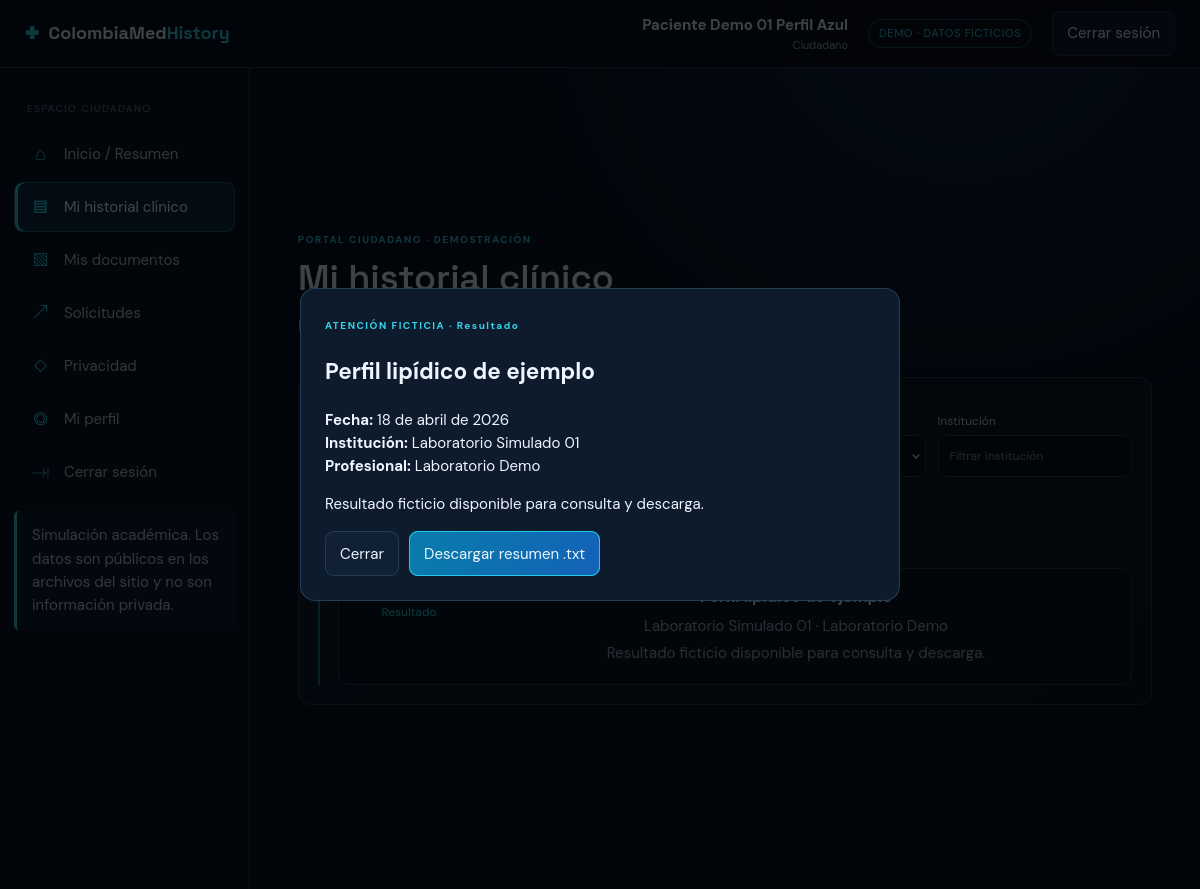 ColombiaMedHistory
Paciente Demo 01 Perfil Azul
Ciudadano
DEMO · DATOS FICTICIOS
Cerrar sesión
ESPACIO CIUDADANO
Inicio / Resumen
Mi historial clínico
Mis documentos
Solicitudes
Privacidad
Mi perfil
Cerrar sesión
Simulación académica. Los
datos son públicos en los
archivos del sitio y no son
información privada.
PORTAL CIUDADANO · DEMOSTRACIÓN
Mi historial clínico
ATENCIÓN FICTICIA · Resultado
Perfil lipídico de ejemplo
Fecha: 18 de abril de 2026
Institución: Laboratorio Simulado 01
Profesional: Laboratorio Demo
Resultado ficticio disponible para consulta y descarga.
Cerrar
Descargar resumen .txt
Institución
Filtrar institución
Resultado
Perfil lipídico de ejemplo
Laboratorio Simulado 01 · Laboratorio Demo
Resultado ficticio disponible para consulta y descarga.